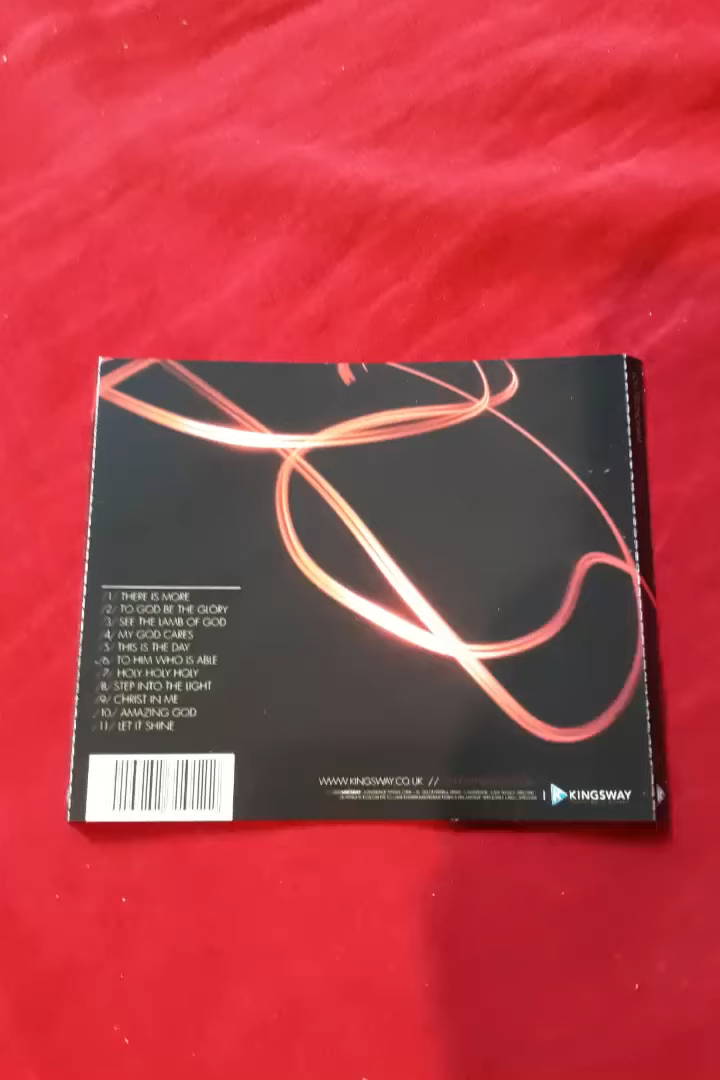 /1/ THERE IS MORE
/2/ TO GOD BE THE GLORY
/3/ SEE THE LAMB OF GOD
/4/ MY GOD CARES
/5/ THIS IS THE DAY
/6/ TO HIM WHO IS ABLE
/7/ HOLY HOLY HOLY
/8/ STEP INTO THE LIGHT
/9/ CHRIST IN ME
/10/ AMAZING GOD
/11/ LET IT SHINE
WWW.KINGSWAY.CO.UK //
KINGSWAY